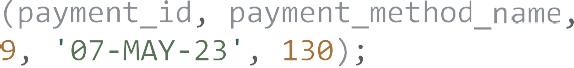 (payment_id, payment_method_name,
9, '07-MAY-23', 130);